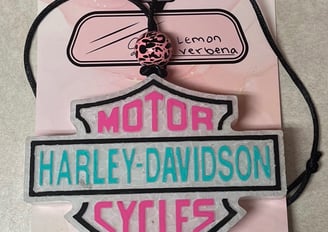 Lemon
verbena
MOTOR
HARLEY-DAVIDSON
CYCLES